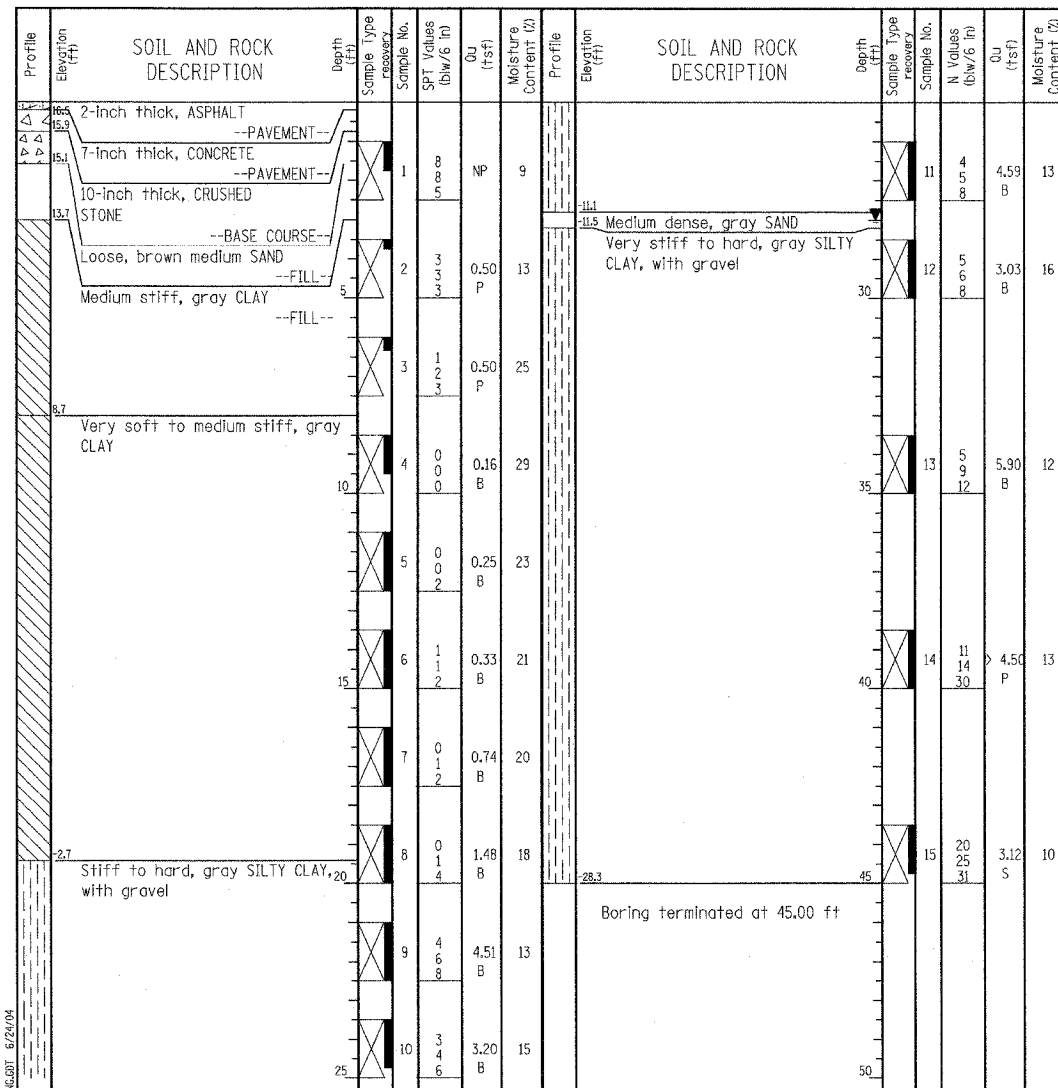 Profile
Elevation (ft)
SOIL AND ROCK
DESCRIPTION
Depth (ft)
Sample Type
recovery
Sample No.
SPT Values (blw/6 in)
Qu (tsf)
Moisture Content (%)
16.5 2-inch thick, ASPHALT
--PAVEMENT--
15.9
7-inch thick, CONCRETE
--PAVEMENT--
15.1
10-inch thick, CRUSHED
STONE
--BASE COURSE--
13.7
Loose, brown medium SAND
--FILL--
Medium stiff, gray CLAY
--FILL--
8.7
Very soft to medium stiff, gray
CLAY
-2.7
Stiff to hard, gray SILTY CLAY,
with gravel
5
10
15
20
25
1 8 8 5 NP 9
2 3 3 3 0.50 P 13
3 1 2 3 0.50 P 25
4 0 0 0 0.16 B 29
5 0 0 2 0.25 B 23
6 1 1 2 0.33 B 21
7 0 1 2 0.74 B 20
8 0 1 4 1.48 B 18
9 4 6 8 4.51 B 13
10 3 4 6 3.20 B 15
Profile
Elevation (ft)
SOIL AND ROCK
DESCRIPTION
Depth (ft)
Sample Type
recovery
Sample No.
N Values (blw/6 in)
Qu (tsf)
Moisture Content (%)
-11.1
-11.5 Medium dense, gray SAND
Very stiff to hard, gray SILTY
CLAY, with gravel
-28.3
Boring terminated at 45.00 ft
30
35
40
45
50
11 4 5 8 4.59 B 13
12 5 6 8 3.03 B 16
13 5 9 12 5.90 B 12
14 11 14 30 > 4.50 P 13
15 20 25 31 3.12 S 10
6/24/04